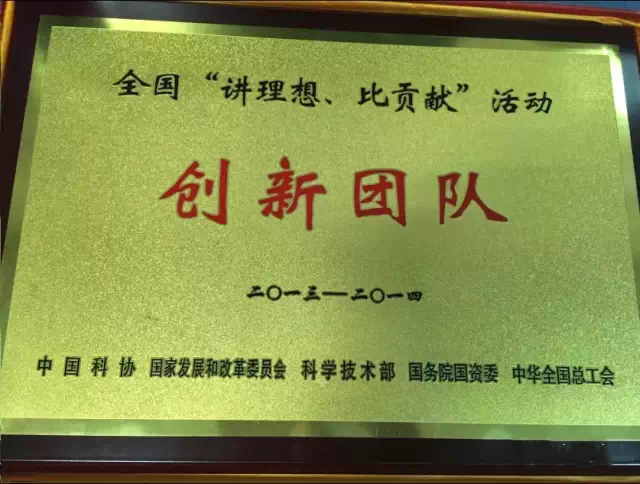 全国“讲理想、比贡献”活动
创新团队
二〇一三—二〇一四
中国科协 国家发展和改革委员会 科学技术部 国务院国资委 中华全国总工会